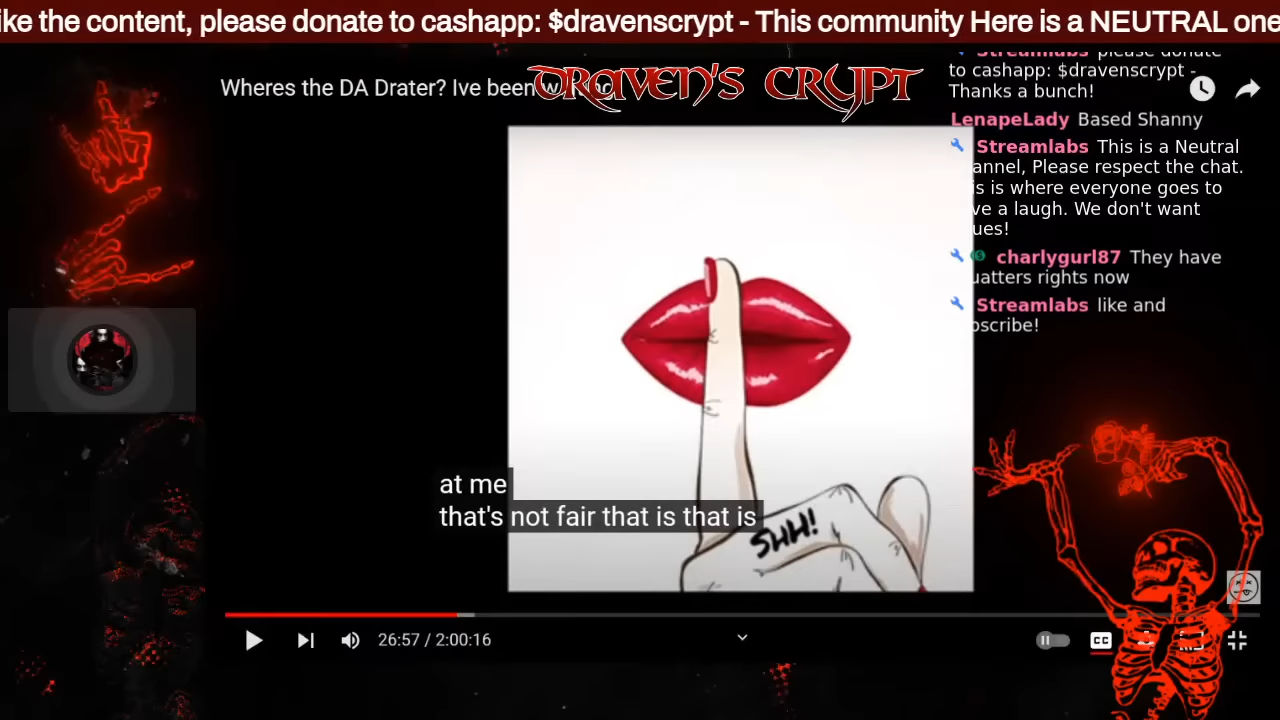 ike the content, please donate to cashapp: $dravenscrypt - This community Here is a NEUTRAL one
Wheres the DA Drater? Ive been
DRAVEN'S CRYPT
Streamlabs please donate
to cashapp: $dravenscrypt -
Thanks a bunch!
LenapeLady Based Shanny
Streamlabs This is a Neutral
annel, Please respect the chat.
is is where everyone goes to
ve a laugh. We don't want
ues!
charlygurl87 They have
uatters rights now
Streamlabs like and
oscribe!
at me
that's not fair that is that is
SHH!
26:57 / 2:00:16
CC